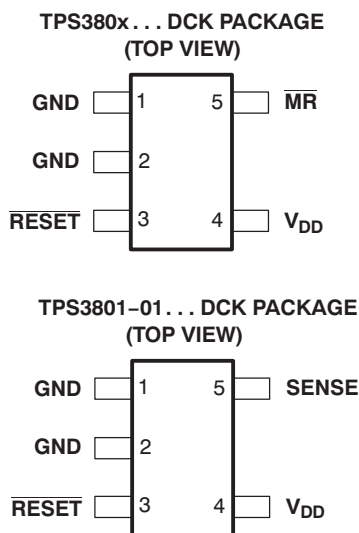 TPS380x . . . DCK PACKAGE
(TOP VIEW)
GND 1 5 MR
GND 2
RESET 3 4 VDD
TPS3801–01 . . . DCK PACKAGE
(TOP VIEW)
GND 1 5 SENSE
GND 2
RESET 3 4 VDD